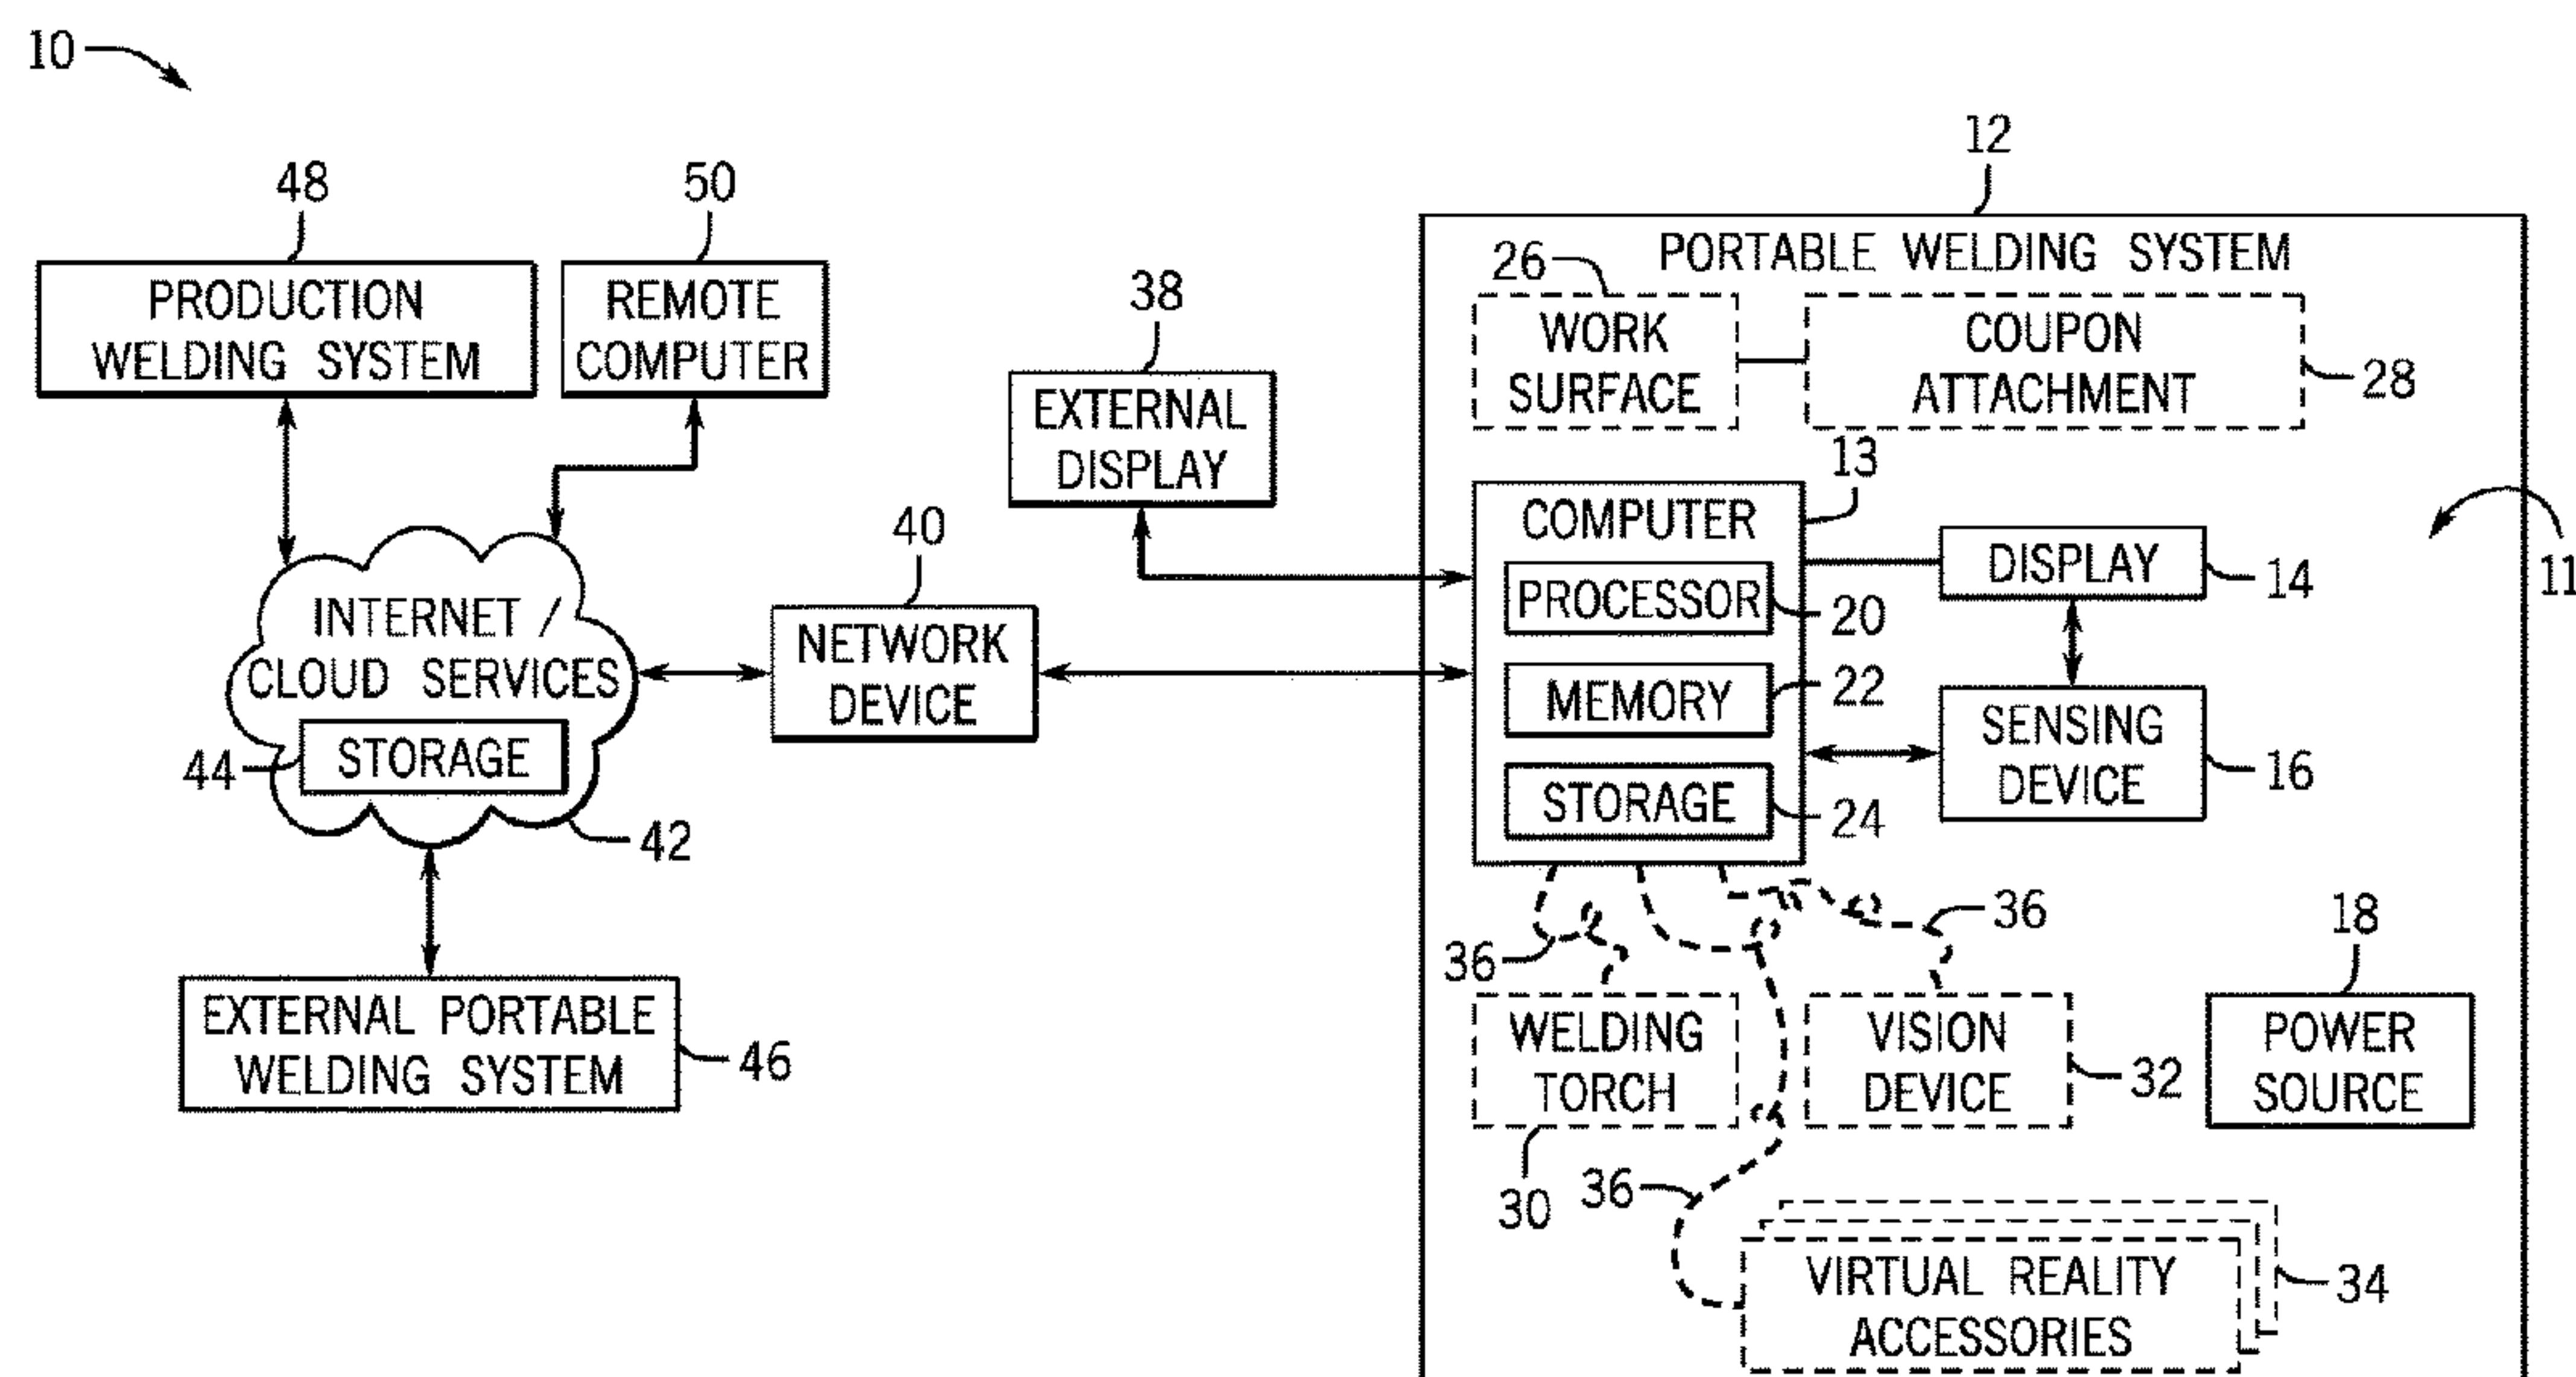 10
12
48
50
PRODUCTION
WELDING SYSTEM
REMOTE
COMPUTER
38
EXTERNAL
DISPLAY
40
NETWORK
DEVICE
INTERNET /
CLOUD SERVICES
STORAGE
44
42
EXTERNAL PORTABLE
WELDING SYSTEM
46
PORTABLE WELDING SYSTEM
26
WORK
SURFACE
COUPON
ATTACHMENT
28
13
COMPUTER
PROCESSOR
20
MEMORY
22
STORAGE
24
DISPLAY
14
11
SENSING
DEVICE
16
36
36
18
WELDING
TORCH
30
VISION
DEVICE
32
POWER
SOURCE
36
VIRTUAL REALITY
ACCESSORIES
34